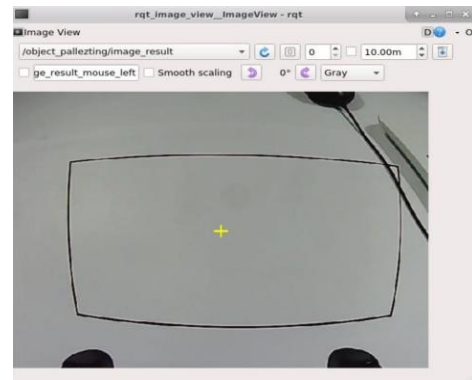 rqt_image_view__ImageView - rqt
Image View
D
- O
/object_pallezting/image_result
0
10.00m
ge_result_mouse_left
Smooth scaling
0°
Gray